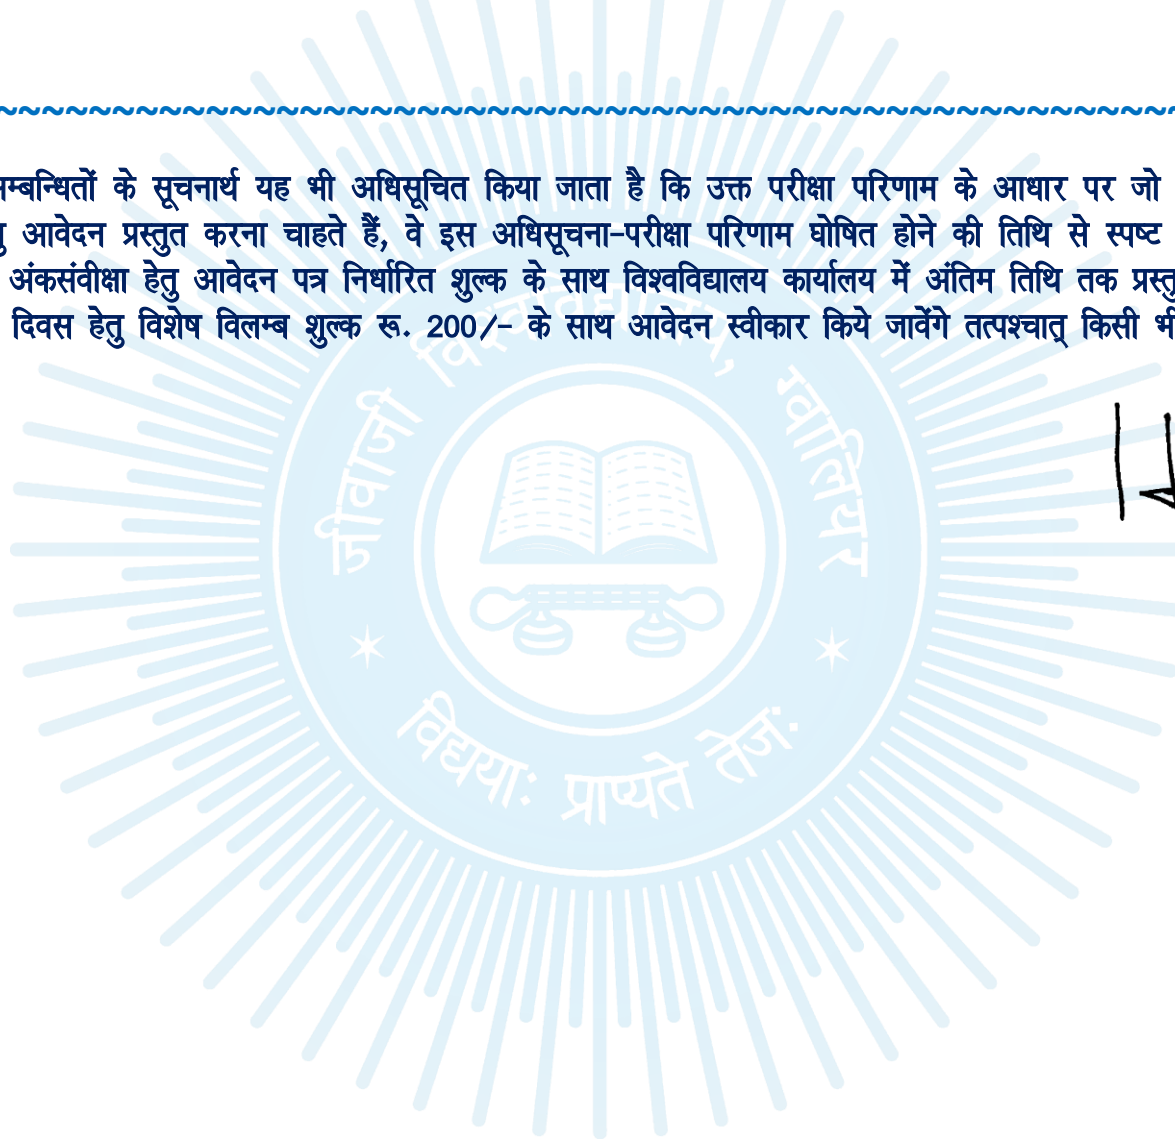 म्बन्धितों के सूचनार्थ यह भी अधिसूचित किया जाता है कि उक्त परीक्षा परिणाम के आधार पर जो
आवेदन प्रस्तुत करना चाहते हैं, वे इस अधिसूचना-परीक्षा परिणाम घोषित होने की तिथि से स्पष्ट
अंकसंवीक्षा हेतु आवेदन पत्र निर्धारित शुल्क के साथ विश्वविद्यालय कार्यालय में अंतिम तिथि तक प्रस्तु
दिवस हेतु विशेष विलम्ब शुल्क रू. 200/- के साथ आवेदन स्वीकार किये जावेंगे तत्पश्चात् किसी भी
जीवाजी विश्वविद्यालय, ग्वालियर
विद्यया: प्राप्यते तेज: